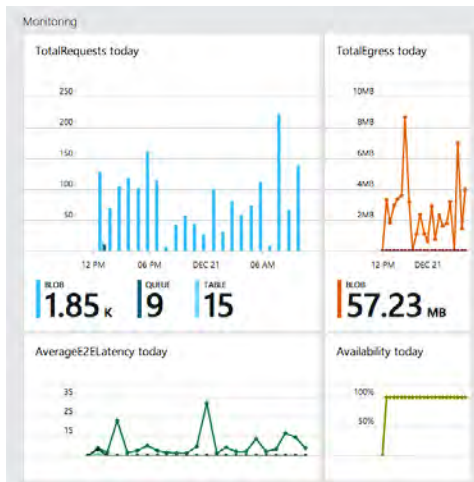 Monitoring
TotalRequests today
250
200
150
100
50
12 PM 06 PM DEC 21 06 AM
BLOB QUEUE TABLE
1.85 K 9 15
TotalEgress today
10MB
8MB
6MB
4MB
2MB
12 PM DEC 21
BLOB
57.23 MB
AverageE2ELatency today
35
25
15
Availability today
100%
50%